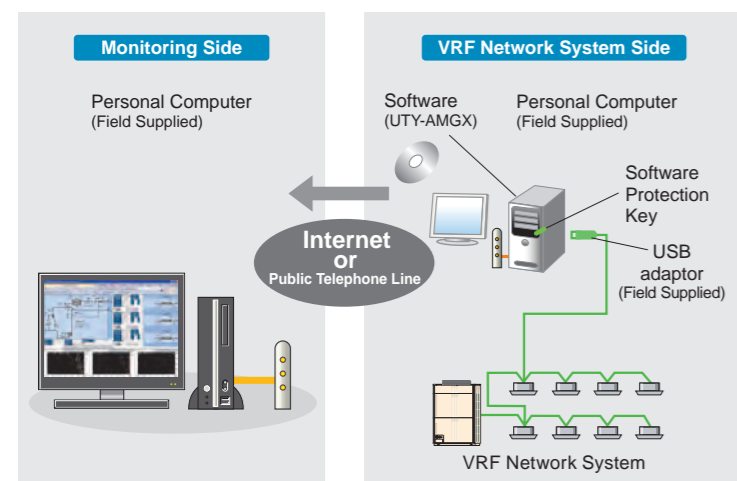 Monitoring Side
Personal Computer
(Field Supplied)
Internet
or
Public Telephone Line
VRF Network System Side
Software
(UTY-AMGX)
Personal Computer
(Field Supplied)
Software
Protection
Key
USB
adaptor
(Field Supplied)
VRF Network System